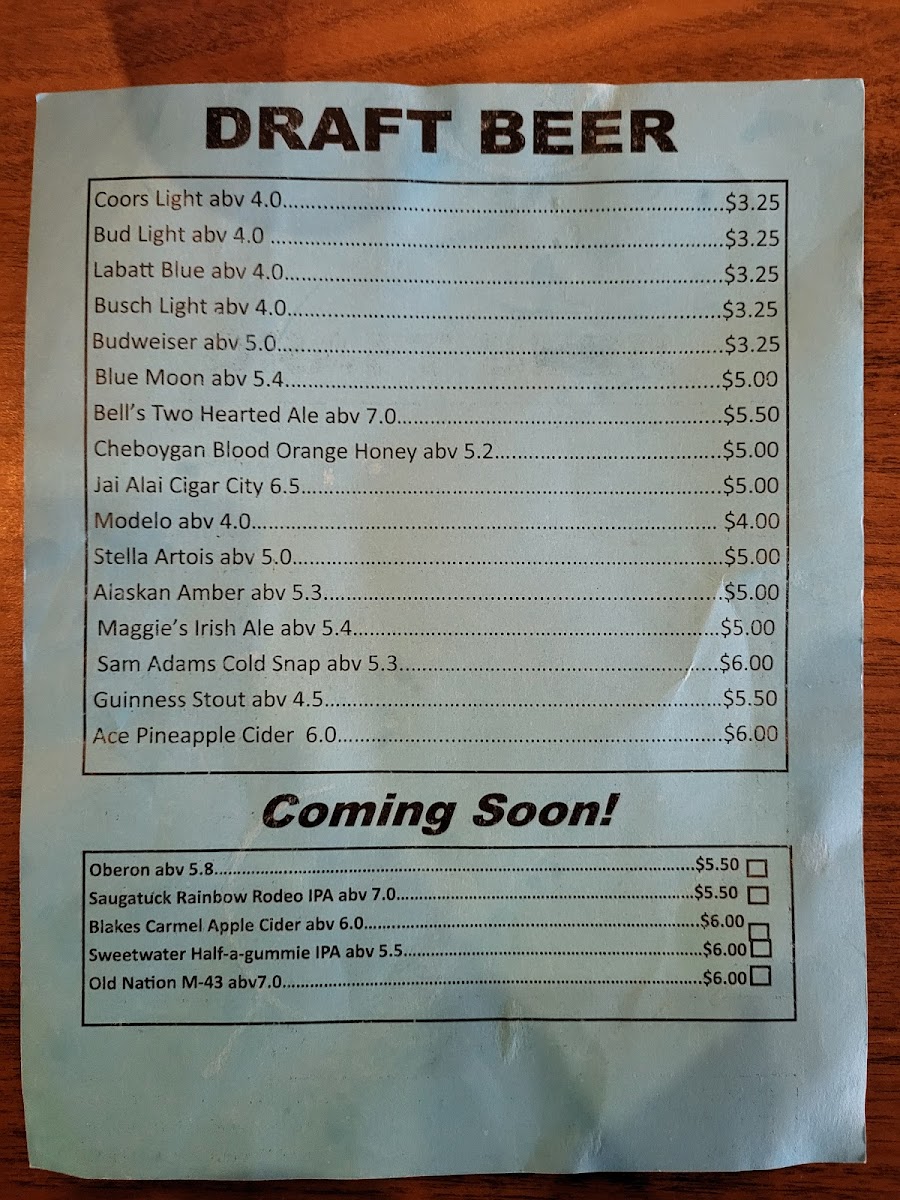 DRAFT BEER
Coors Light abv 4.0..........$3.25
Bud Light abv 4.0 ..........$3.25
Labatt Blue abv 4.0..........$3.25
Busch Light abv 4.0..........$3.25
Budweiser abv 5.0..........$3.25
Blue Moon abv 5.4..........$5.00
Bell's Two Hearted Ale abv 7.0..........$5.50
Cheboygan Blood Orange Honey abv 5.2..........$5.00
Jai Alai Cigar City 6.5..........$5.00
Modelo abv 4.0.......... $4.00
Stella Artois abv 5.0..........$5.00
Alaskan Amber abv 5.3..........$5.00
Maggie's Irish Ale abv 5.4..........$5.00
Sam Adams Cold Snap abv 5.3..........$6.00
Guinness Stout abv 4.5..........$5.50
Ace Pineapple Cider 6.0..........$6.00
Coming Soon!
Oberon abv 5.8..........$5.50
Saugatuck Rainbow Rodeo IPA abv 7.0..........$5.50
Blakes Carmel Apple Cider abv 6.0..........$6.00
Sweetwater Half-a-gummie IPA abv 5.5..........$6.00
Old Nation M-43 abv7.0..........$6.00